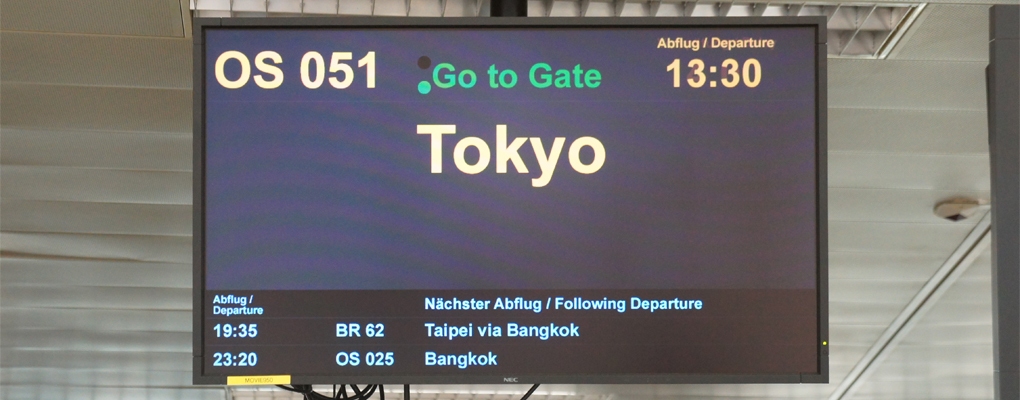 Abflug / Departure
OS 051 Go to Gate 13:30
Tokyo
Abflug /
Departure
Nächster Abflug / Following Departure
19:35 BR 62 Taipei via Bangkok
23:20 OS 025 Bangkok
NEC